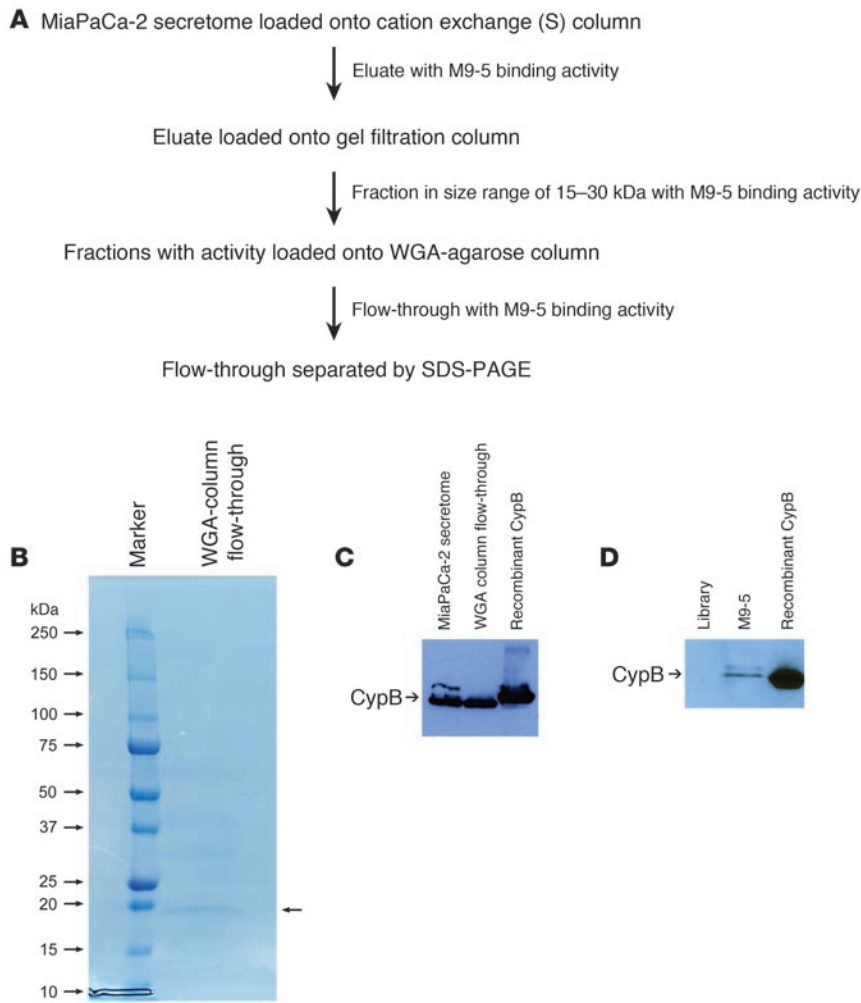 A MiaPaCa-2 secretome loaded onto cation exchange (S) column
Eluate with M9-5 binding activity
Eluate loaded onto gel filtration column
Fraction in size range of 15–30 kDa with M9-5 binding activity
Fractions with activity loaded onto WGA-agarose column
Flow-through with M9-5 binding activity
Flow-through separated by SDS-PAGE
B
Marker
WGA-column
flow-through
kDa
250
150
100
75
50
37
25
20
15
10
C
MiaPaCa-2 secretome
WGA column flow-through
Recombinant CypB
CypB
D
Library
M9-5
Recombinant CypB
CypB